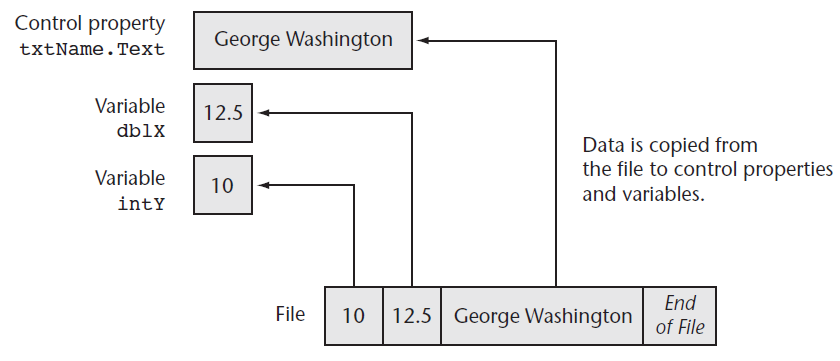 Control property
txtName.Text
George Washington
Variable
dblX
12.5
Variable
intY
10
Data is copied from
the file to control properties
and variables.
File
10
12.5
George Washington
End
of File